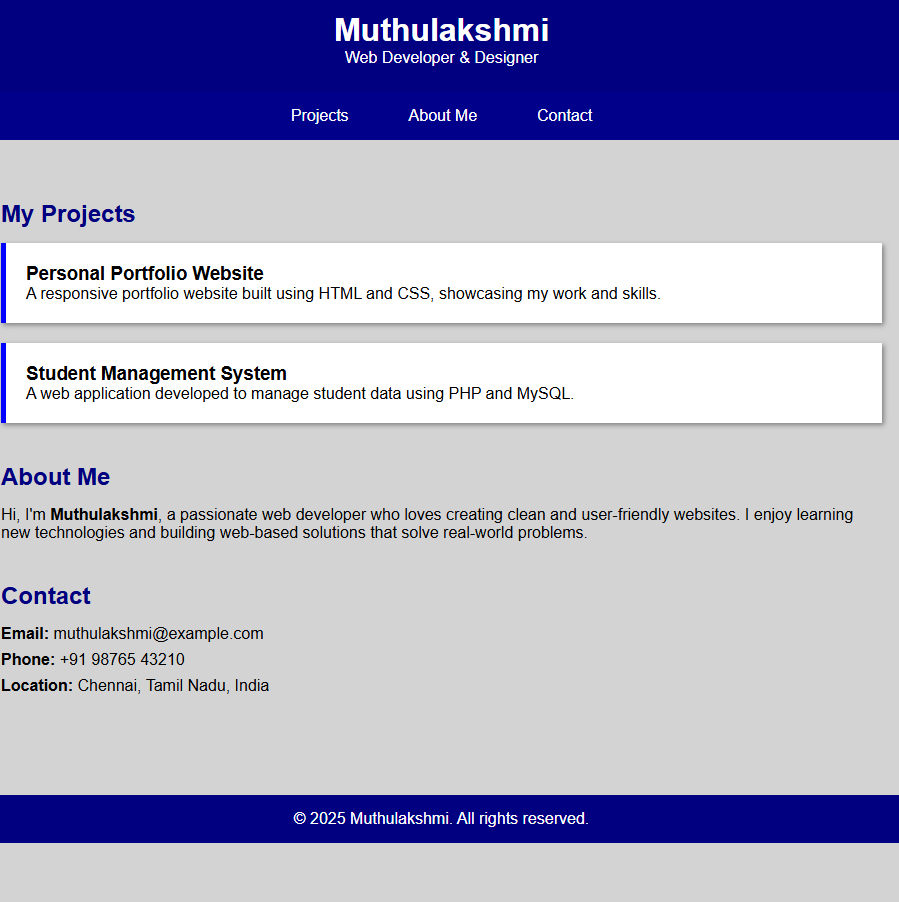 Muthulakshmi
Web Developer & Designer
Projects About Me Contact
My Projects
Personal Portfolio Website
A responsive portfolio website built using HTML and CSS, showcasing my work and skills.
Student Management System
A web application developed to manage student data using PHP and MySQL.
About Me
Hi, I'm Muthulakshmi, a passionate web developer who loves creating clean and user-friendly websites. I enjoy learning
new technologies and building web-based solutions that solve real-world problems.
Contact
Email: muthulakshmi@example.com
Phone: +91 98765 43210
Location: Chennai, Tamil Nadu, India
© 2025 Muthulakshmi. All rights reserved.